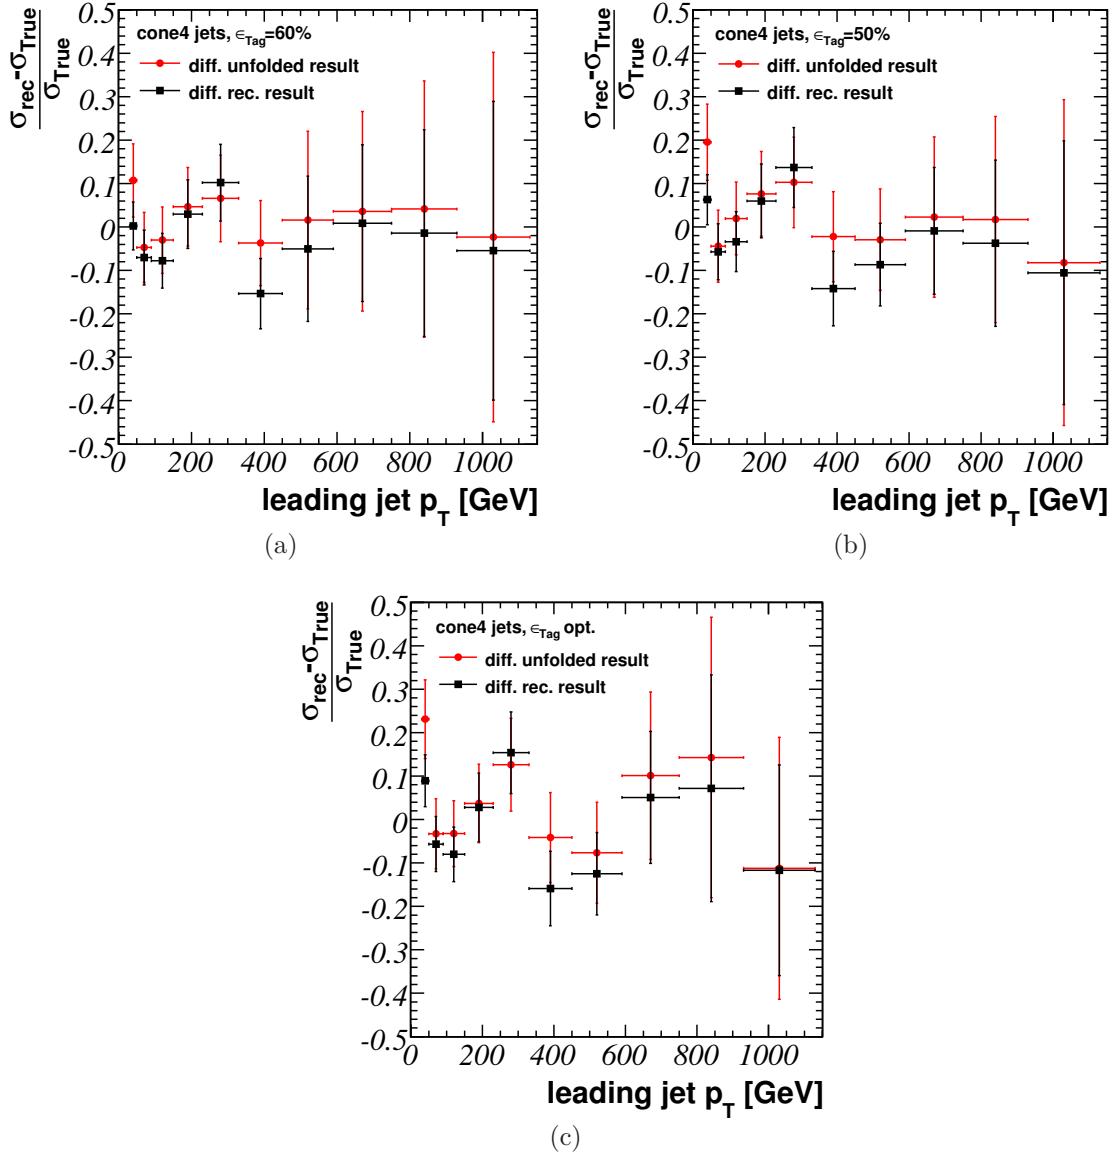 0.5
0.4
0.3
0.2
0.1
0
-0.1
-0.2
-0.3
-0.4
-0.5
σrec-σTrue
σTrue
cone4 jets, ϵTag=60%
diff. unfolded result
diff. rec. result
0 200 400 600 800 1000
leading jet pT [GeV]
(a)
0.5
0.4
0.3
0.2
0.1
0
-0.1
-0.2
-0.3
-0.4
-0.5
σrec-σTrue
σTrue
cone4 jets, ϵTag=50%
diff. unfolded result
diff. rec. result
0 200 400 600 800 1000
leading jet pT [GeV]
(b)
0.5
0.4
0.3
0.2
0.1
0
-0.1
-0.2
-0.3
-0.4
-0.5
σrec-σTrue
σTrue
cone4 jets, ϵTag opt.
diff. unfolded result
diff. rec. result
0 200 400 600 800 1000
leading jet pT [GeV]
(c)